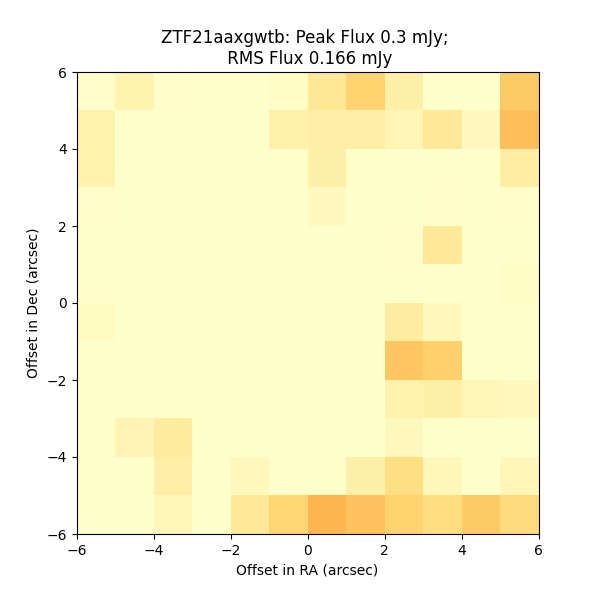 ZTF21aaxgwtb: Peak Flux 0.3 mJy;
RMS Flux 0.166 mJy
6
4
2
0
−2
−4
−6
Offset in Dec (arcsec)
−6 −4 −2 0 2 4 6
Offset in RA (arcsec)